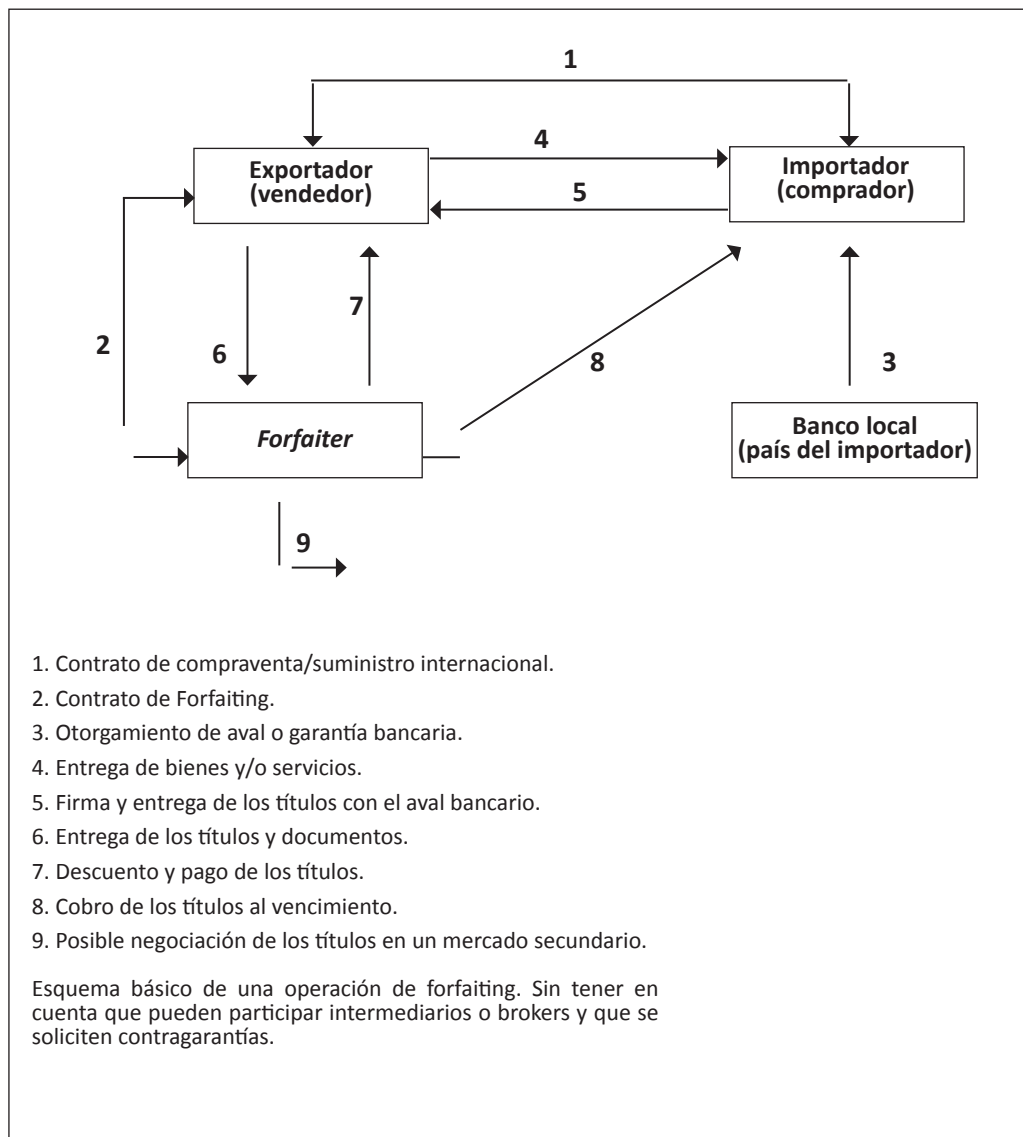 1
Exportador
(vendedor)
4
Importador
(comprador)
5
2
6
7
8
3
Forfaiter
Banco local
(país del importador)
9
1. Contrato de compraventa/suministro internacional.
2. Contrato de Forfaiting.
3. Otorgamiento de aval o garantía bancaria.
4. Entrega de bienes y/o servicios.
5. Firma y entrega de los títulos con el aval bancario.
6. Entrega de los títulos y documentos.
7. Descuento y pago de los títulos.
8. Cobro de los títulos al vencimiento.
9. Posible negociación de los títulos en un mercado secundario.
Esquema básico de una operación de forfaiting. Sin tener en
cuenta que pueden participar intermediarios o brokers y que se
soliciten contragarantías.